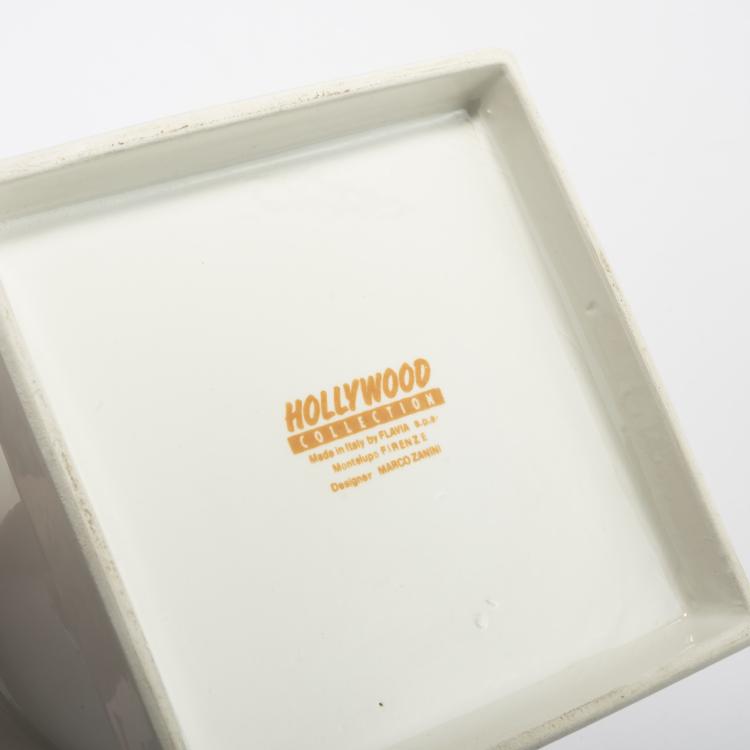 HOLLYWOOD
COLLECTION
Made in Italy by FLAVIA s.p.a.
Montelupo FIRENZE
Designer MARCO ZANINI